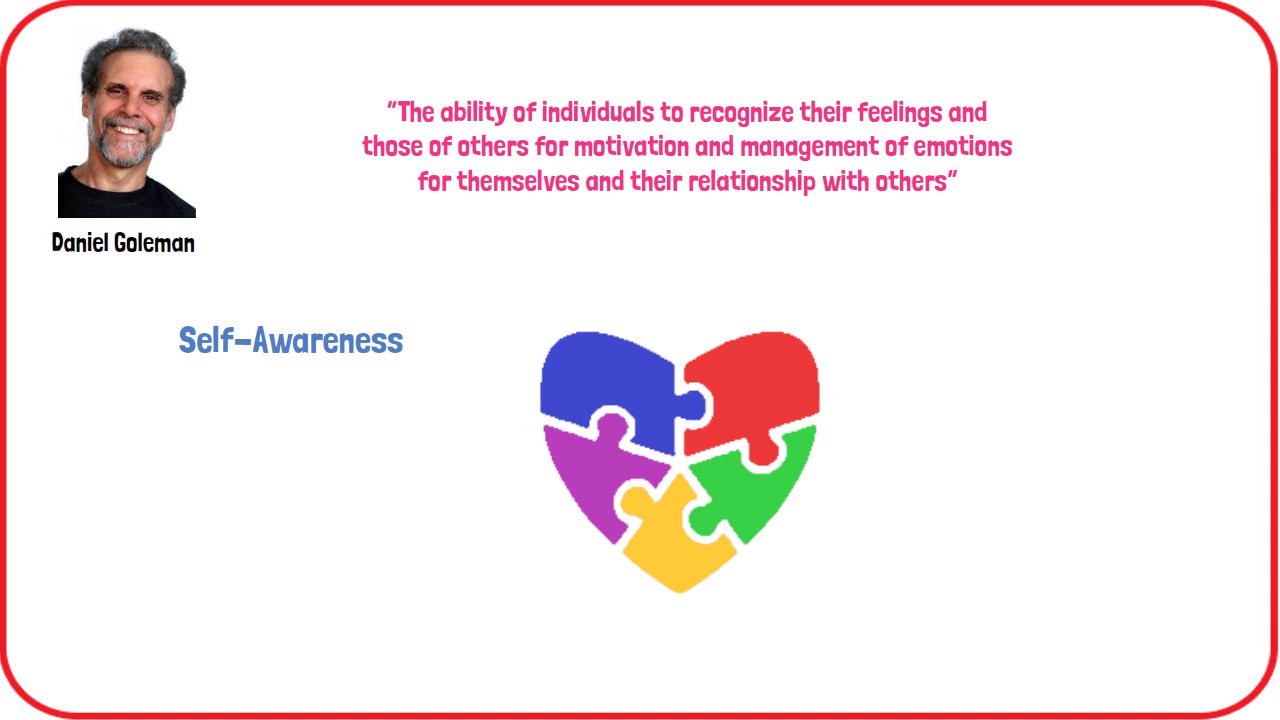 “The ability of individuals to recognize their feelings and
those of others for motivation and management of emotions
for themselves and their relationship with others”
Daniel Goleman
Self-Awareness